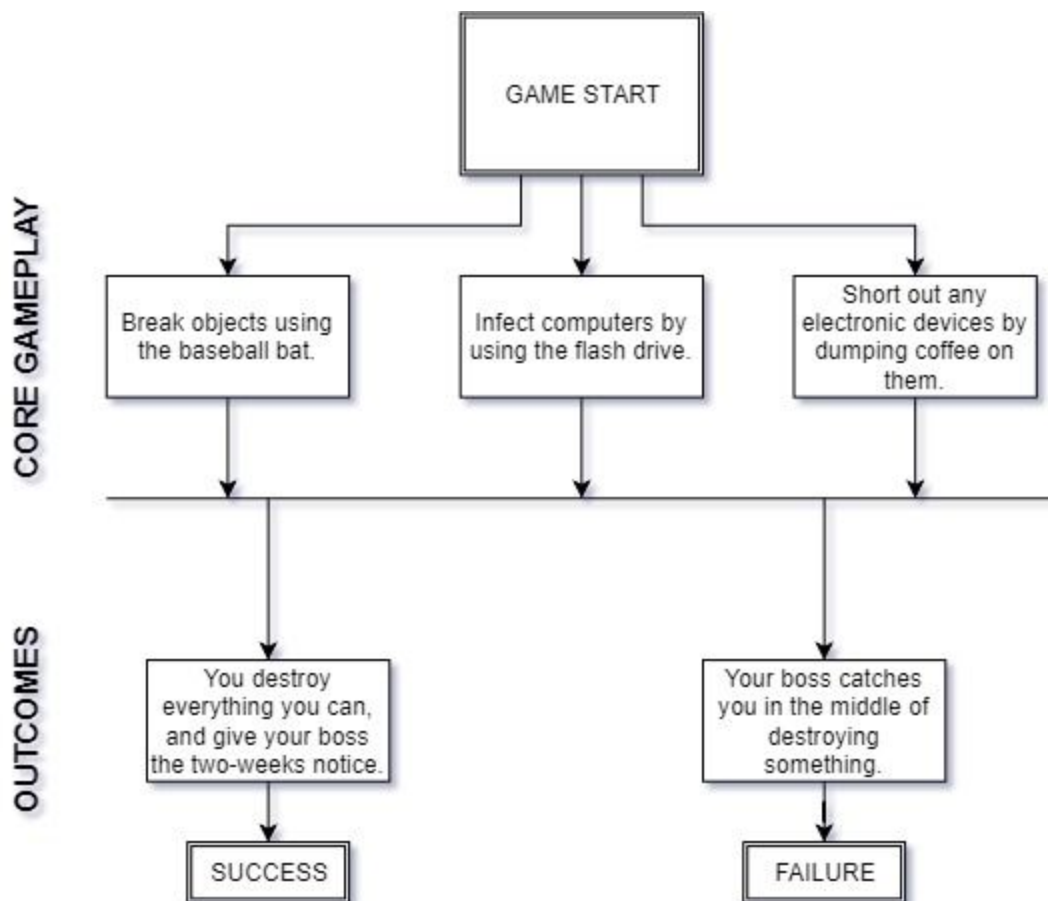 GAME START
CORE GAMEPLAY
Break objects using
the baseball bat.
Infect computers by
using the flash drive.
Short out any
electronic devices by
dumping coffee on
them.
OUTCOMES
You destroy
everything you can,
and give your boss
the two-weeks notice.
Your boss catches
you in the middle of
destroying
something.
SUCCESS
FAILURE